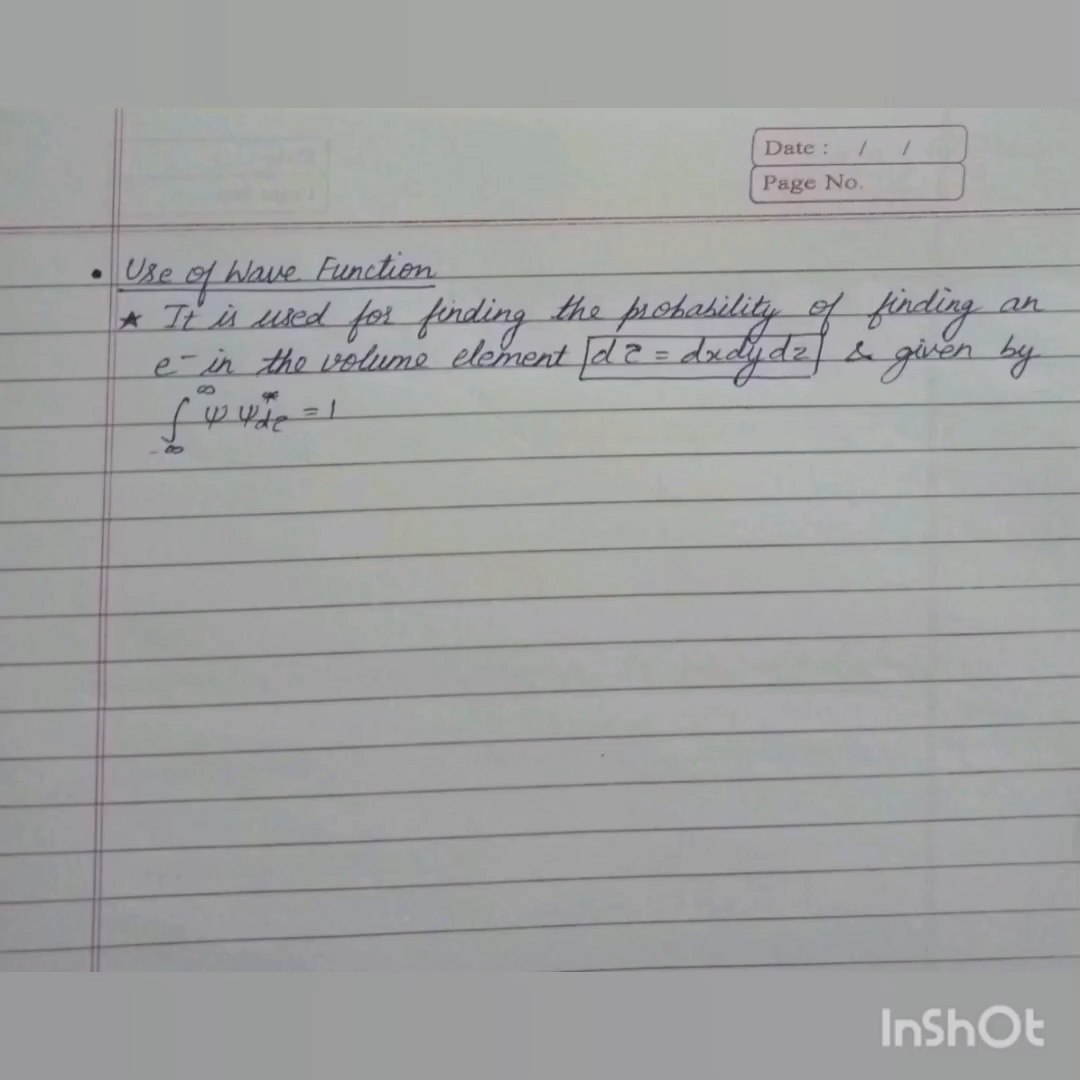 Date : / /
Page No.
• Use of Wave Function
★ It is used for finding the probability of finding an
e⁻ in the volume element dτ = dxdydz & given by
∫_{-∞}^{∞} ψ ψ* dτ = 1
InShOt